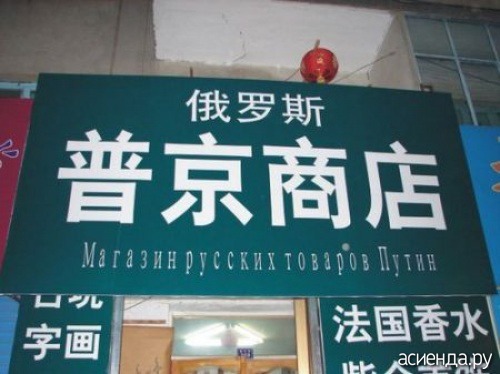 俄罗斯
普京商店
Магазин русских товаров Путин
字画
法国香水
асиенда.ру